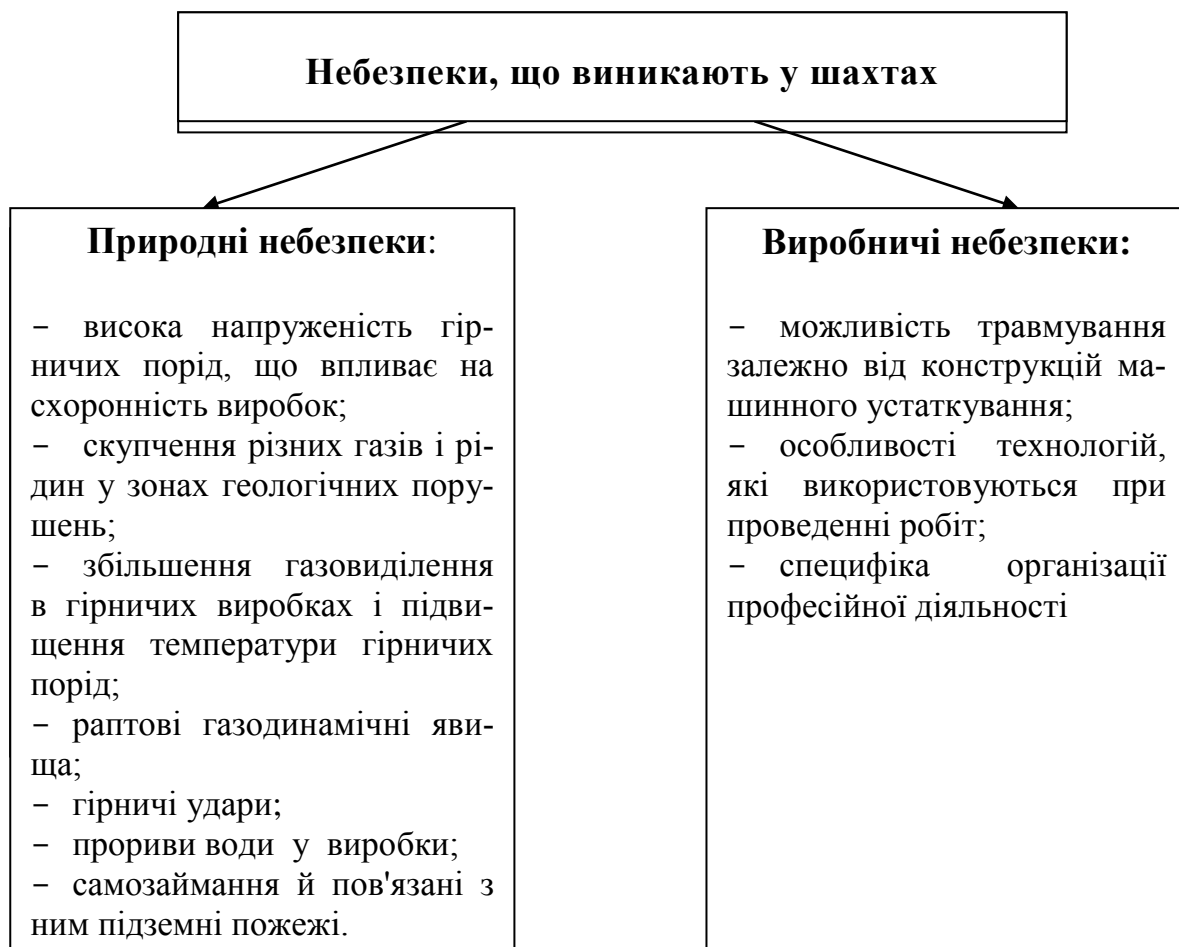 Небезпеки, що виникають у шахтах
Природні небезпеки:
− висока напруженість гір-
ничих порід, що впливає на
схоронність виробок;
− скупчення різних газів і рі-
дин у зонах геологічних пору-
шень;
− збільшення газовиділення
в гірничих виробках і підви-
щення температури гірничих
порід;
− раптові газодинамічні яви-
ща;
− гірничі удари;
− прориви води у виробки;
− самозаймання й пов'язані з
ним підземні пожежі.
Виробничі небезпеки:
− можливість травмування
залежно від конструкцій ма-
шинного устаткування;
− особливості технологій,
які використовуються при
проведенні робіт;
− специфіка організації
професійної діяльності